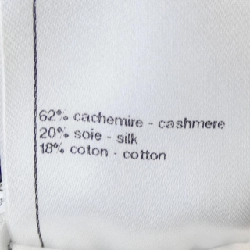 62% cachemire - cashmere
20% soie - silk
18% coton - cotton